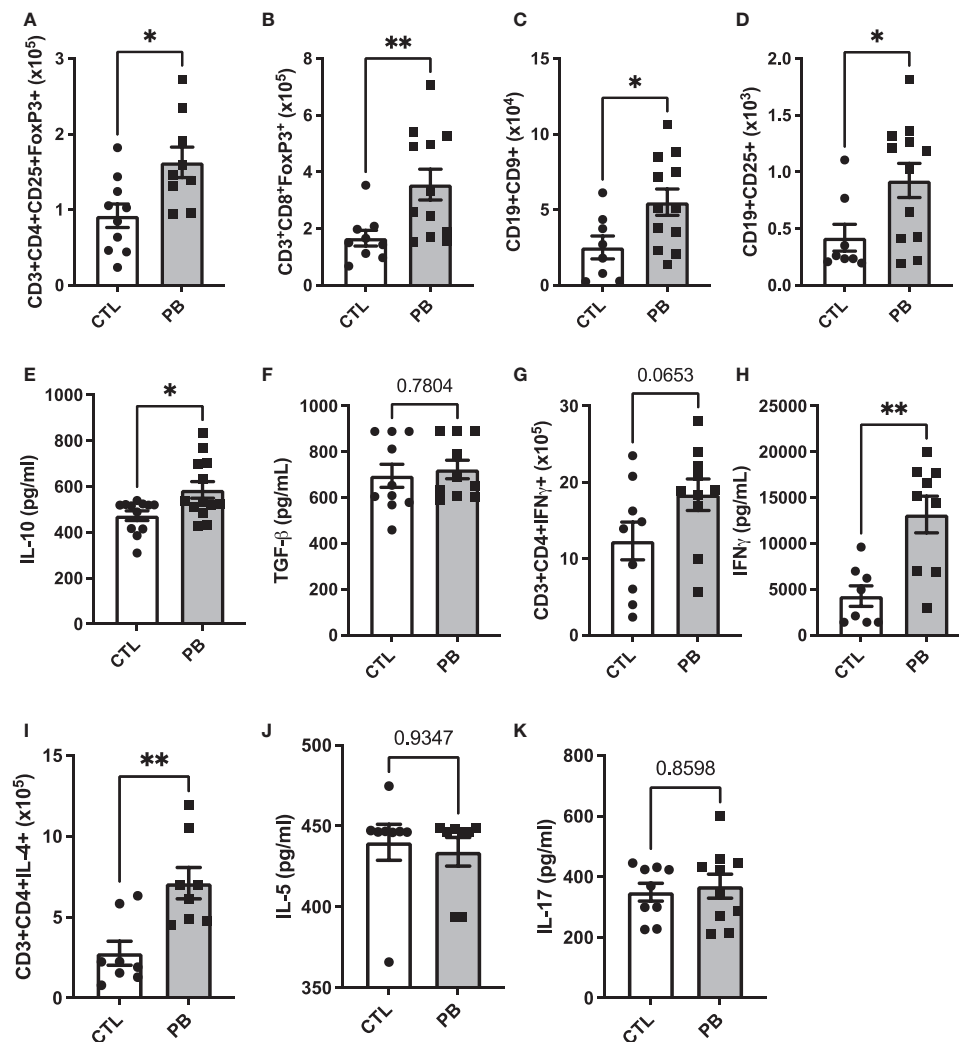 A
CD3+CD4+CD25+FoxP3+ (x10⁵)
3
2
1
0
*
CTL
PB
B
CD3⁺CD8⁺FoxP3⁺ (x10⁵)
8
6
4
2
0
**
CTL
PB
C
CD19+CD9+ (x10⁴)
15
10
5
0
*
CTL
PB
D
CD19+CD25+ (x10³)
2.0
1.5
1.0
0.5
0.0
*
CTL
PB
E
IL-10 (pg/ml)
1000
800
600
400
200
0
*
CTL
PB
F
TGF-β (pg/mL)
1000
800
600
400
200
0
0.7804
CTL
PB
G
CD3+CD4+IFNγ+ (x10⁵)
30
20
10
0
0.0653
CTL
PB
H
IFNγ (pg/mL)
25000
20000
15000
10000
5000
0
**
CTL
PB
I
CD3+CD4+IL-4+ (x10⁵)
15
10
5
0
**
CTL
PB
J
IL-5 (pg/ml)
500
450
400
350
0.9347
CTL
PB
K
IL-17 (pg/ml)
800
600
400
200
0
0.8598
CTL
PB